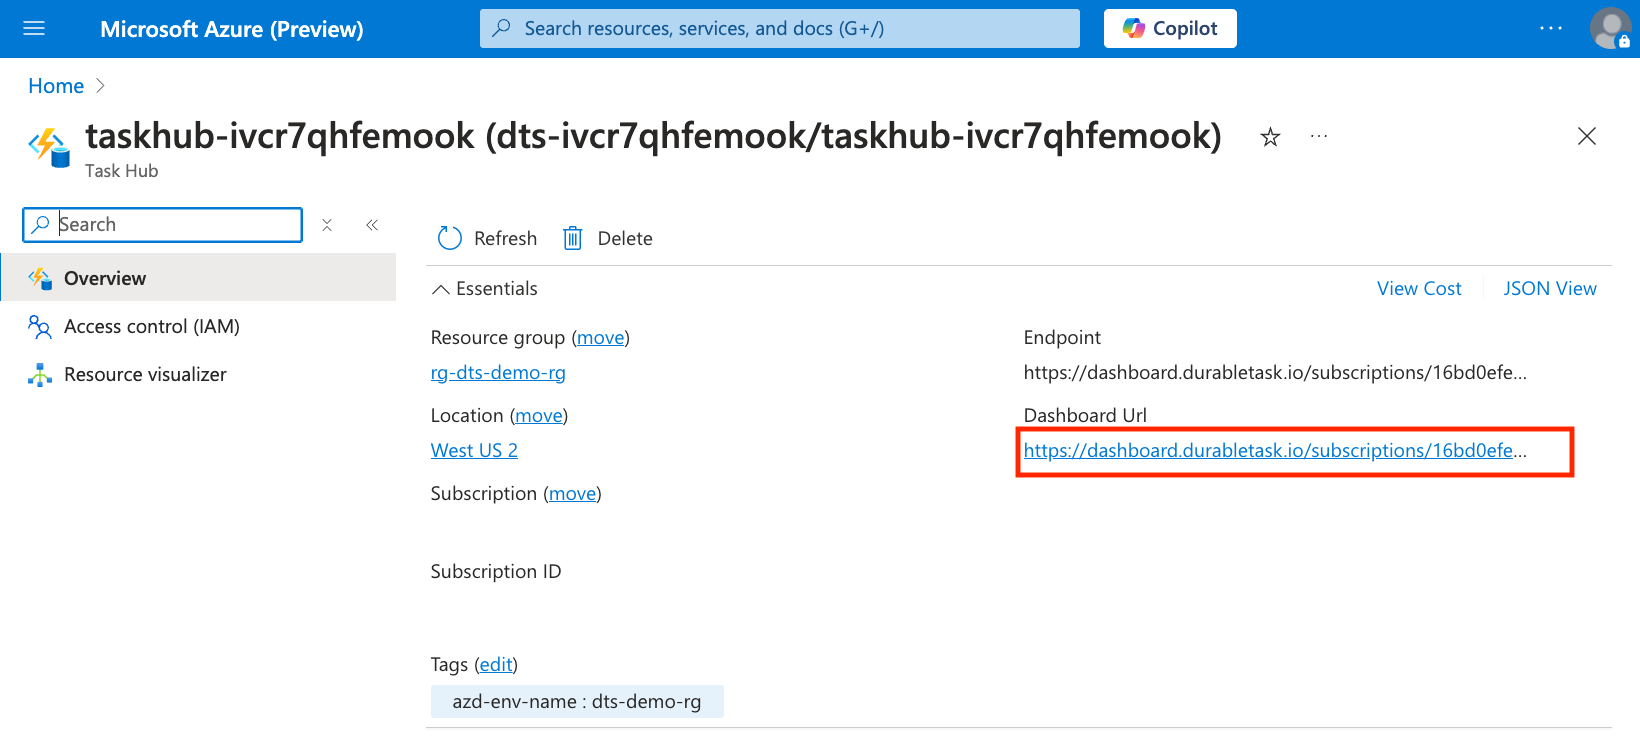 Microsoft Azure (Preview)
Search resources, services, and docs (G+/)
Copilot
Home
taskhub-ivcr7qhfemook (dts-ivcr7qhfemook/taskhub-ivcr7qhfemook)
Task Hub
Search
Overview
Access control (IAM)
Resource visualizer
Refresh
Delete
Essentials
View Cost
JSON View
Resource group (move)
rg-dts-demo-rg
Location (move)
West US 2
Subscription (move)
Subscription ID
Endpoint
https://dashboard.durabletask.io/subscriptions/16bd0efe...
Dashboard Url
https://dashboard.durabletask.io/subscriptions/16bd0efe...
Tags (edit)
azd-env-name : dts-demo-rg